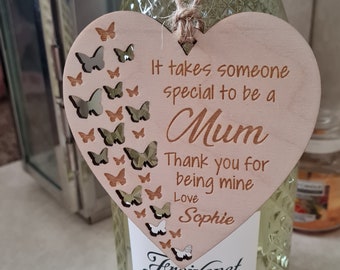 It takes someone
special to be a
Mum
Thank you for
being mine
Love
Sophie